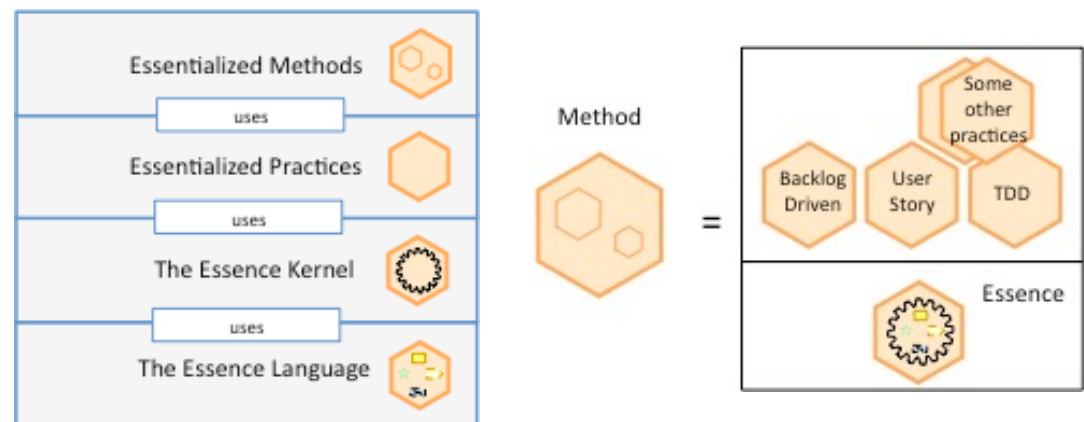 Essentialized Methods
uses
Essentialized Practices
uses
The Essence Kernel
uses
The Essence Language
Method
=
Some
other
practices
Backlog
Driven
User
Story
TDD
Essence